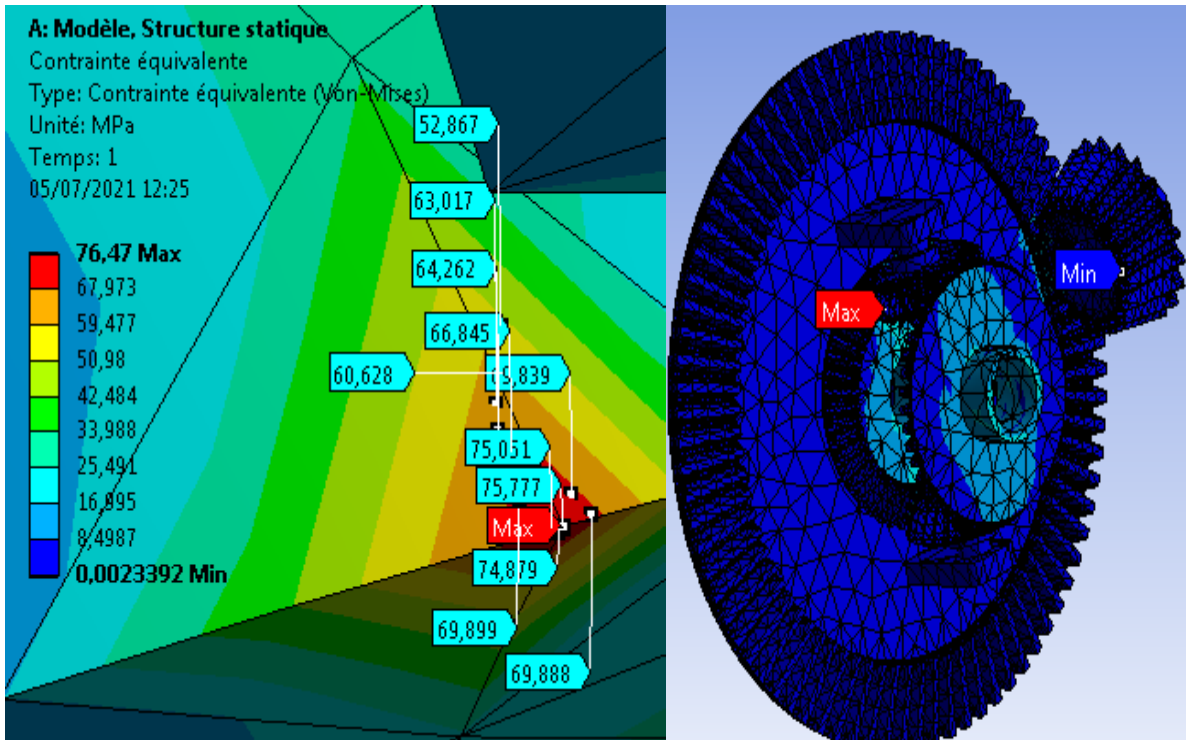 A: Modèle, Structure statique
Contrainte équivalente
Type: Contrainte équivalente (Von-Mises)
Unité: MPa
Temps: 1
05/07/2021 12:25
76,47 Max
67,973
59,477
50,98
42,484
33,988
25,491
16,995
8,4987
0,0023392 Min
52,867
63,017
64,262
66,845
60,628
,839
75,051
75,777
Max
74,879
69,899
69,888
Max
Min